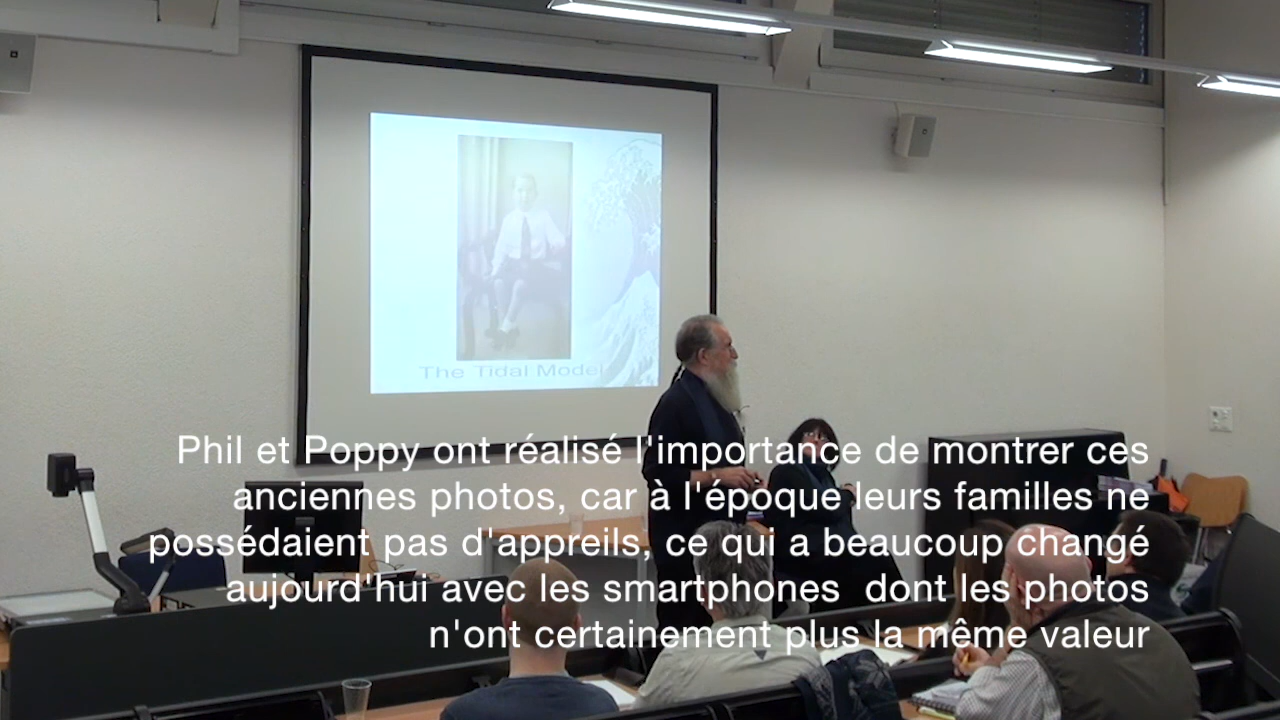 The Tidal Model
Phil et Poppy ont réalisé l'importance de montrer ces
anciennes photos, car à l'époque leurs familles ne
possédaient pas d'appreils, ce qui a beaucoup changé
aujourd'hui avec les smartphones  dont les photos
n'ont certainement plus la même valeur